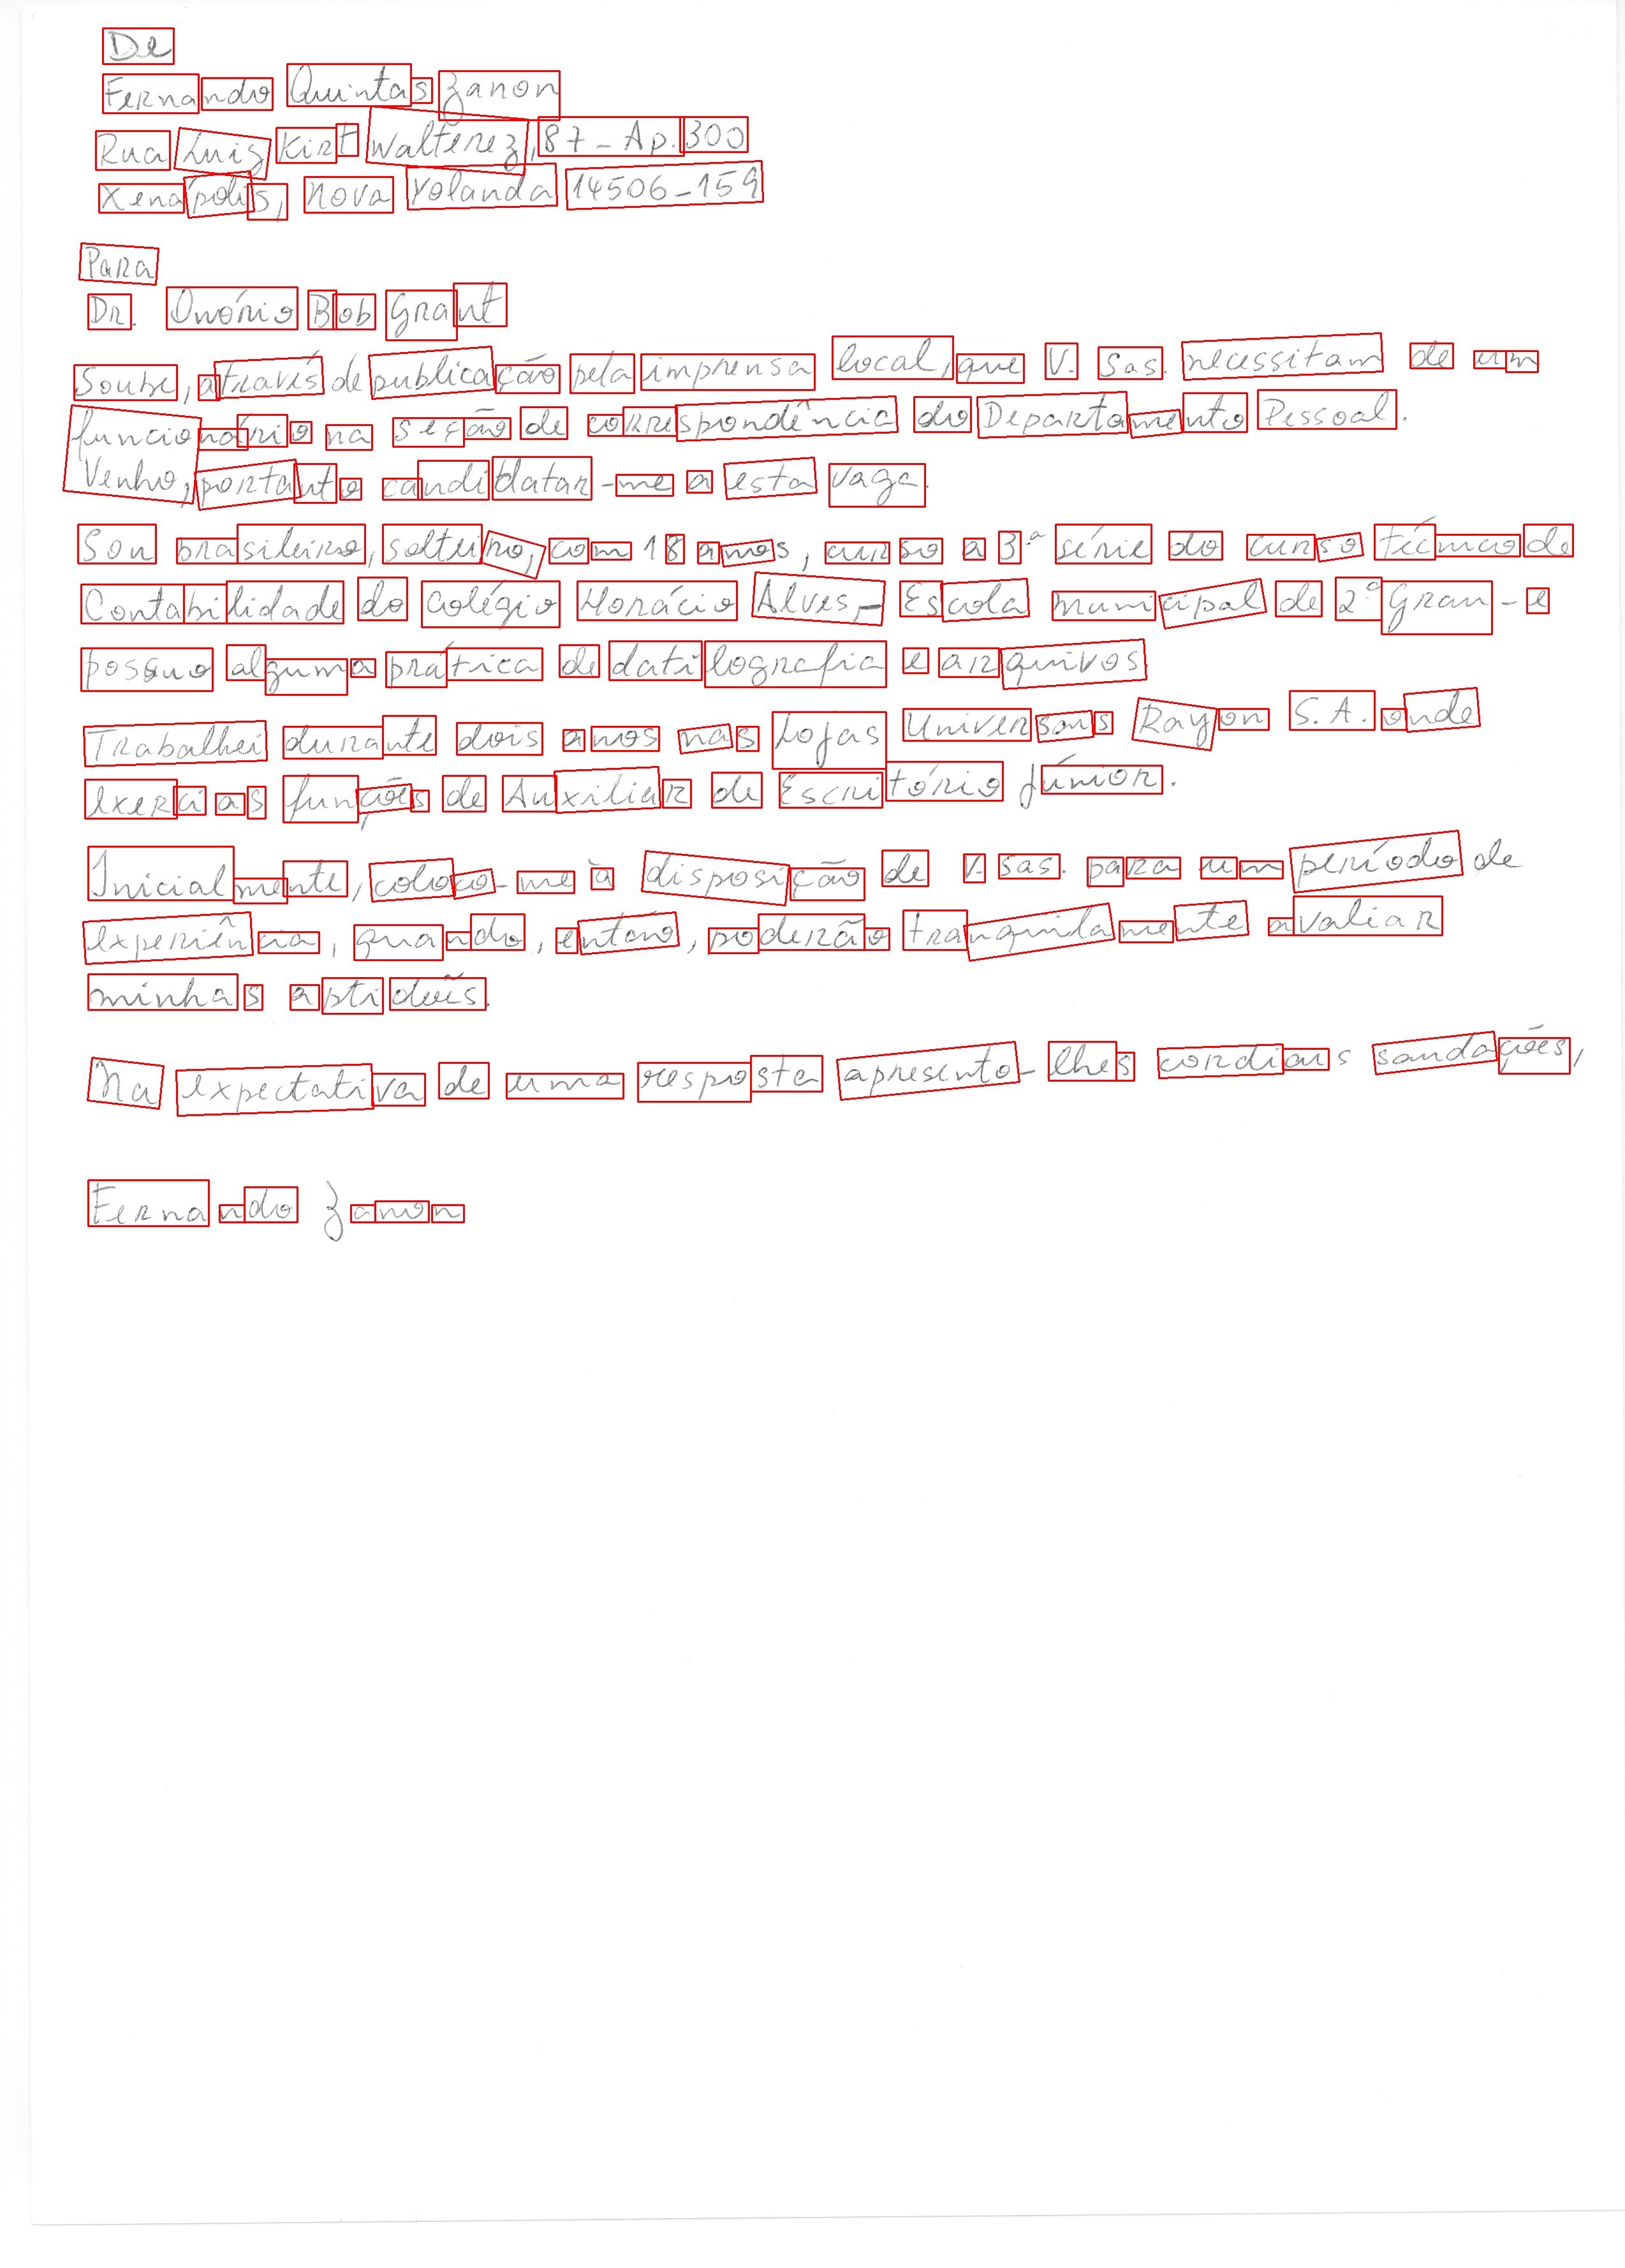 De
Fernando Quintas Zanon
Rua Luiz Kirt Walterez, 87 - Ap. 300
Xenápolis, Nova Yolanda 14506-159
Para
Dr. Onório Bob Grant
Soube, através de publicação pela imprensa local, que V. Sas. necessitam de um
funcionário na seção de correspondência do Departamento Pessoal.
Venho, portanto candidatar-me a esta vaga.
Sou brasileiro, solteiro, com 18 anos, curso a 3ª série do curso técnico de
Contabilidade do Colégio Horácio Alves, - Escola municipal de 2º Grau - e
possuo alguma prática de datilografia e arquivos.
Trabalhei durante dois anos nas Lojas Universais Rayon S.A. onde
exerci as funções de Auxiliar de Escritório Júnior.
Inicialmente, coloco-me à disposição de V. Sas. para um período de
experiência, quando, então, poderão tranquilamente avaliar
minhas aptidões.
Na expectativa de uma resposta apresento-lhes cordiais saudações,
Fernando Zanon